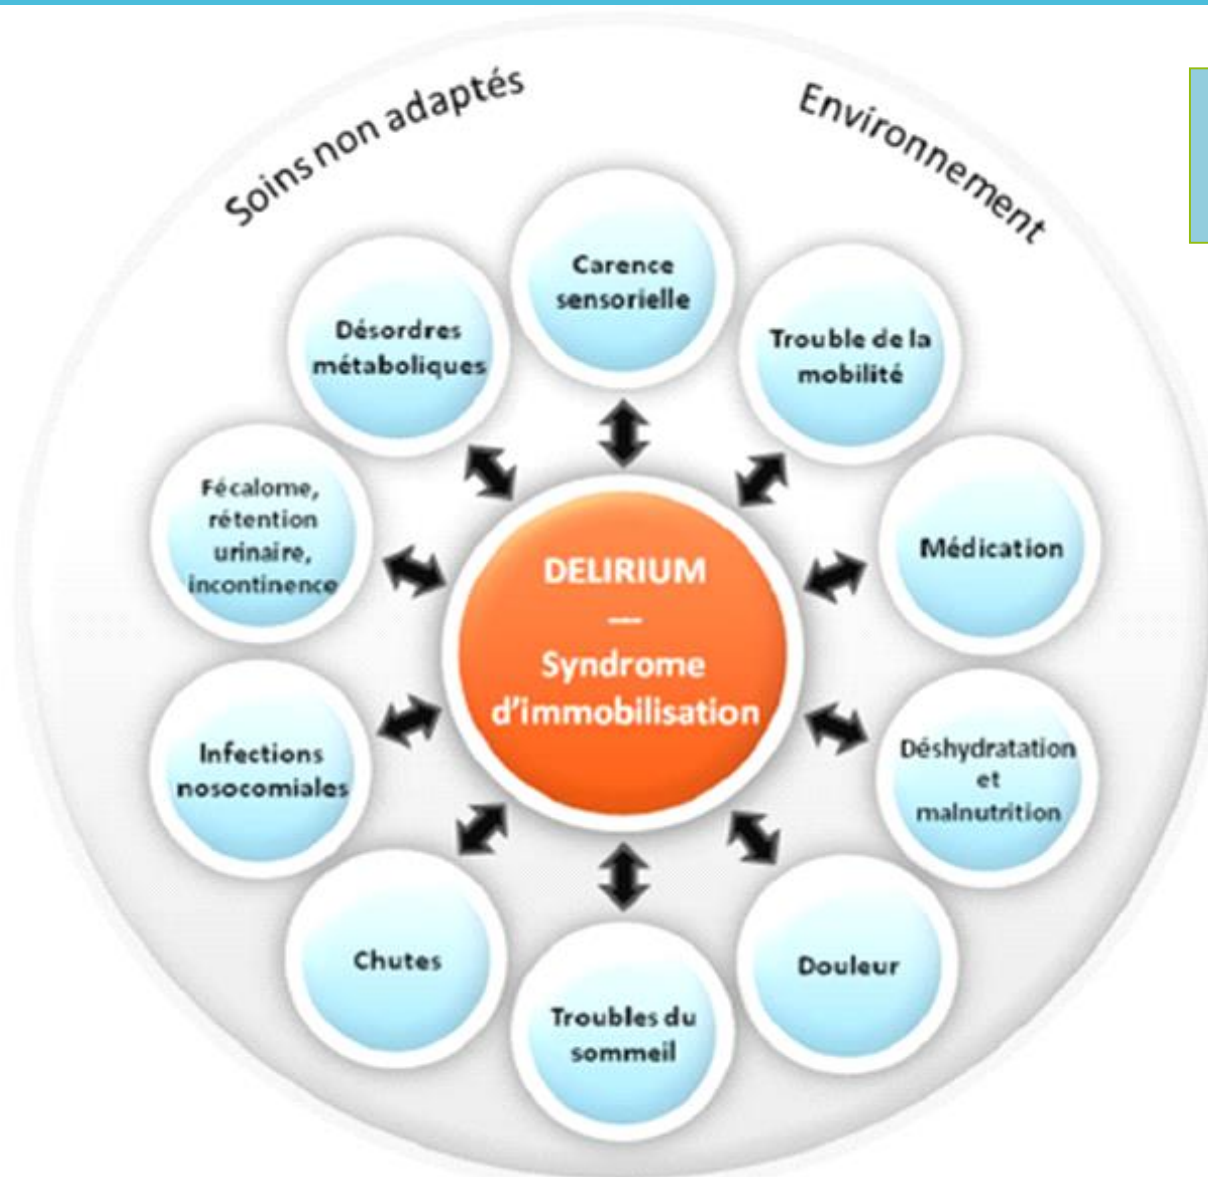 Soins non adaptés
Environnement
Carence
sensorielle
Trouble de la
mobilité
Médication
Déshydratation
et
malnutrition
Douleur
Troubles du
sommeil
Chutes
Infections
nosocomiales
Fécalome,
rétention
urinaire,
incontinence
Désordres
métaboliques
DELIRIUM
—
Syndrome
d'immobilisation